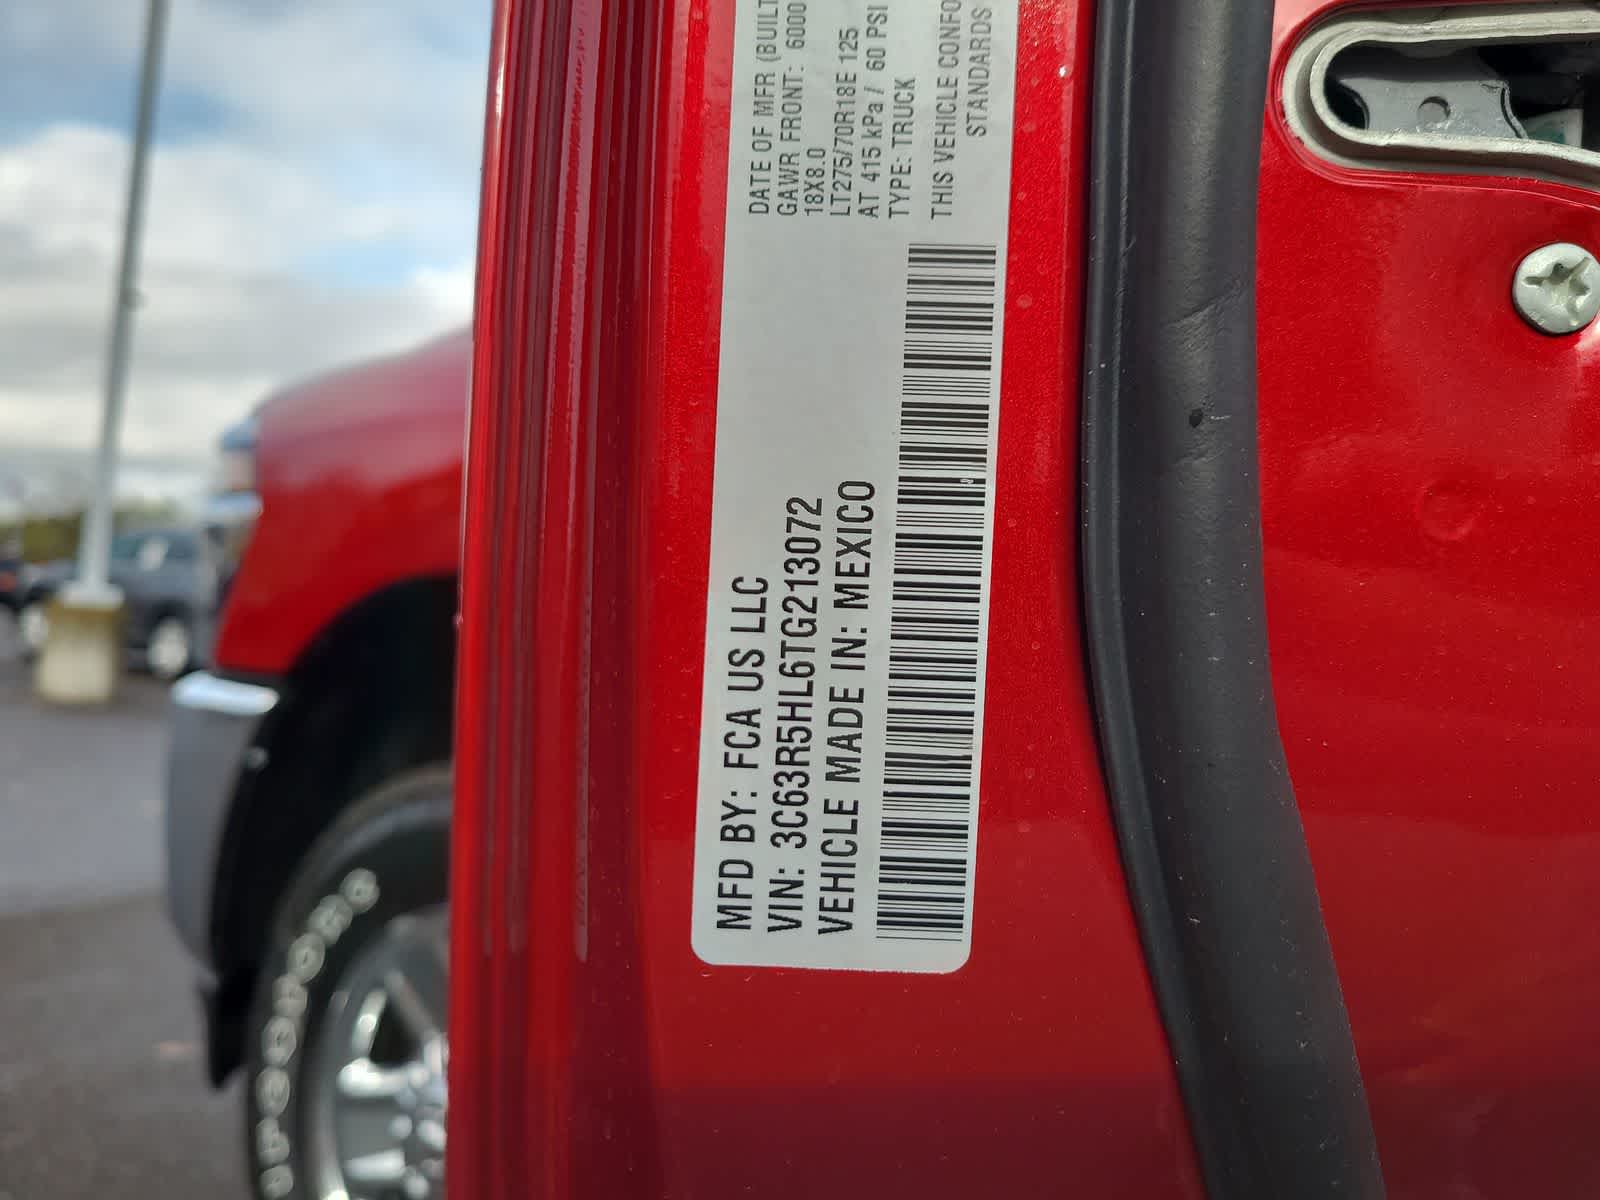 MFD BY: FCA US LLC
VIN: 3C63R5HL6TG213072
VEHICLE MADE IN: MEXICO
DATE OF MFR (BUILT
GAWR FRONT: 6000
18X8.0
LT275/70R18E 125
AT 415 kPa / 60 PSI
TYPE: TRUCK
THIS VEHICLE CONFO
STANDARDS